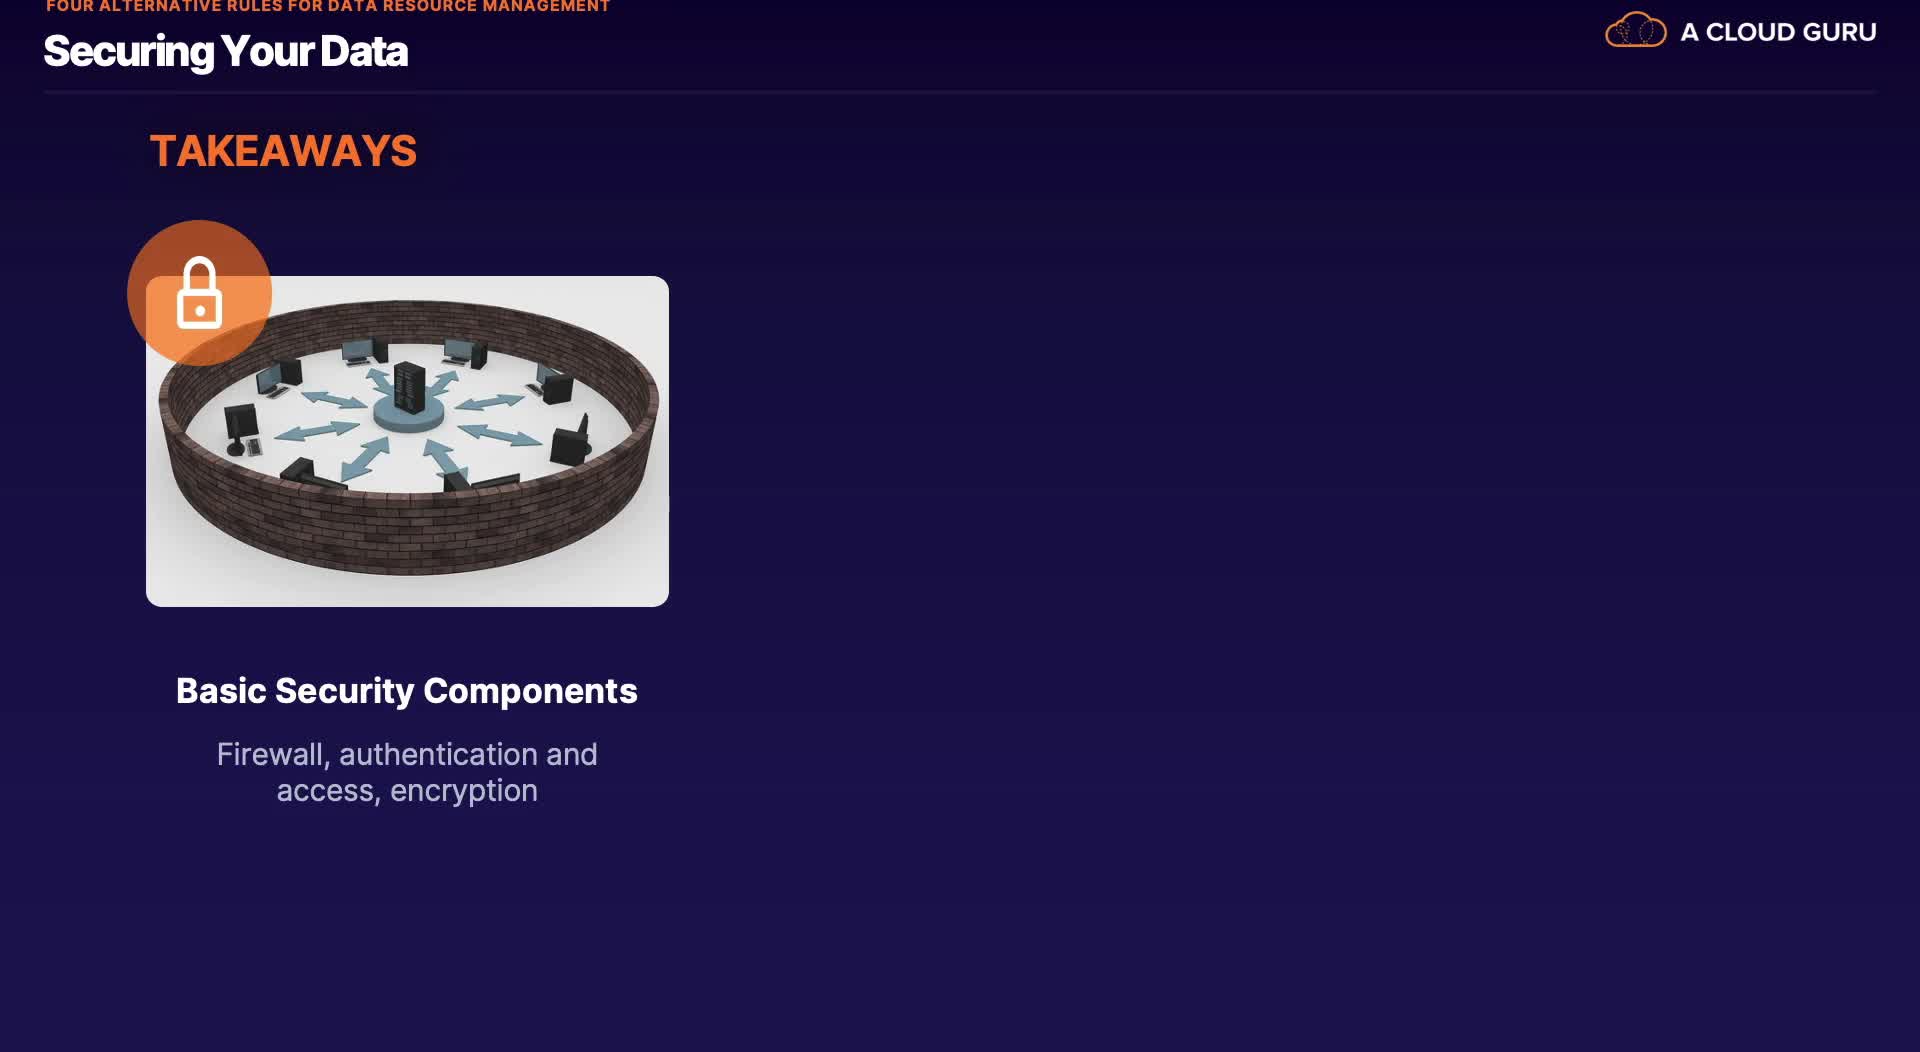 FOUR ALTERNATIVE RULES FOR DATA RESOURCE MANAGEMENT
Securing Your Data
A CLOUD GURU
TAKEAWAYS
Basic Security Components
Firewall, authentication and
access, encryption